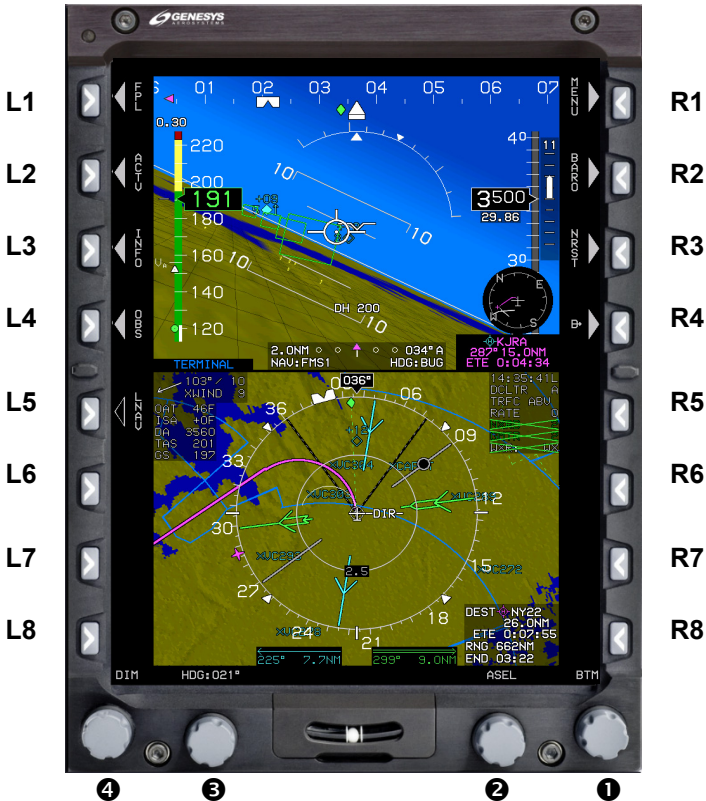 GENESYS
AEROSYSTEMS
L1
L2
L3
L4
L5
L6
L7
L8
R1
R2
R3
R4
R5
R6
R7
R8
FPL
ACTV
INFO
OBS
LNAV
MENU
BARO
NRST
01 02 03 04 05 06 07
0.30
220
200
191
180
160
140
120
10
10
10
10
DH 200
40
11
3500
29.86
30
N
E
S
W
KJRA
287° 15.0NM
ETE 0:04:34
2.0NM
034°A
NAV:FMS1
HDG:BUG
TERMINAL
103°/ 10
XWIND 9
OAT 46F
ISA +0F
DA 3560
TAS 201
GS 197
036°
06
09
12
15
18
21
24
27
30
33
36
DIR-
2.5
14:35:41L
DCLTR A
TRFC ABV
RATE 0
DEST NY22
26.0NM
ETE 0:07:55
RNG 662NM
END 03:22
225° 7.7NM
299° 9.0NM
DIM
HDG:021°
ASEL
BTM
4
3
2
1